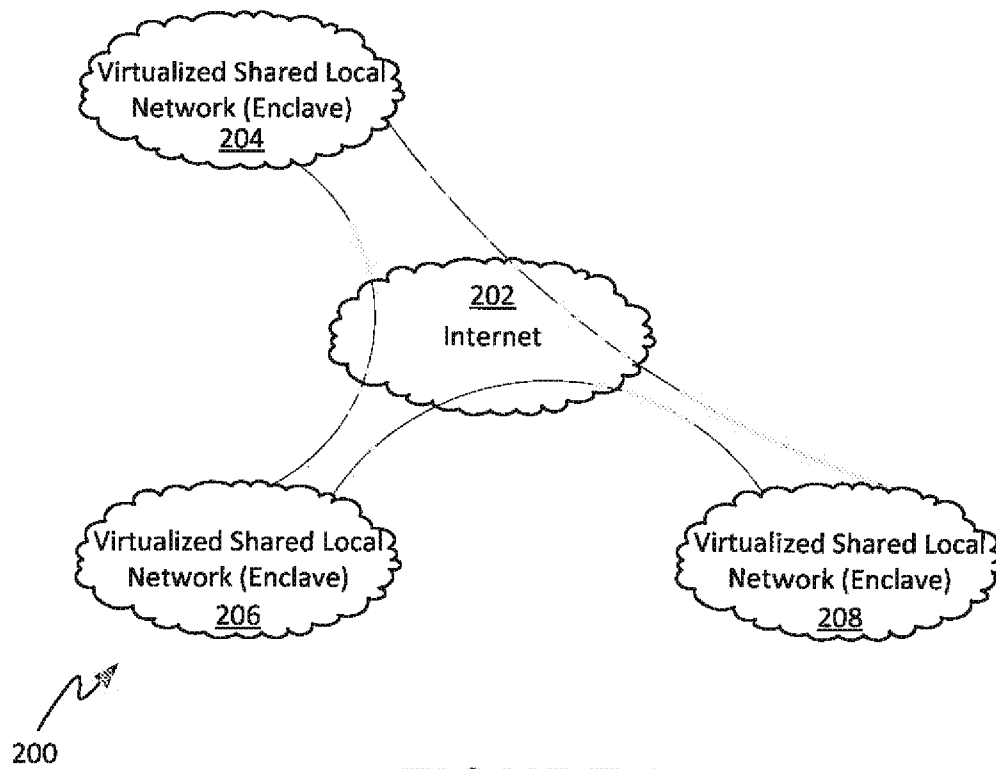 Virtualized Shared Local
Network (Enclave)
204
202
Internet
Virtualized Shared Local
Network (Enclave)
206
Virtualized Shared Local
Network (Enclave)
208
200